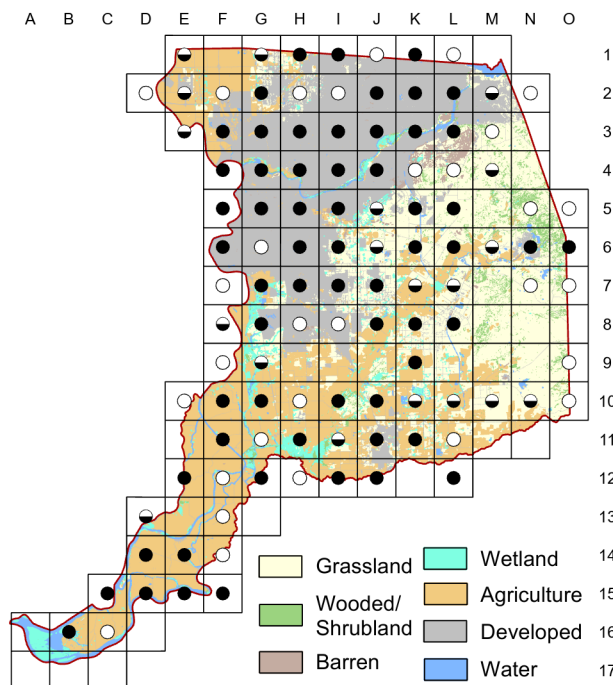 A B C D E F G H I J K L M N O
1
2
3
4
5
6
7
8
9
10
11
12
13
14
15
16
17
Grassland
Wooded/
Shrubland
Barren
Wetland
Agriculture
Developed
Water